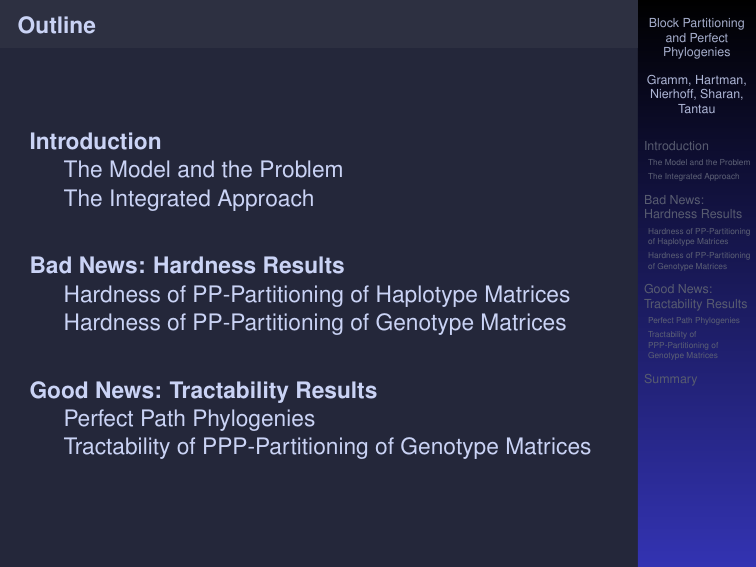 Outline
Introduction
The Model and the Problem
The Integrated Approach
Bad News: Hardness Results
Hardness of PP-Partitioning of Haplotype Matrices
Hardness of PP-Partitioning of Genotype Matrices
Good News: Tractability Results
Perfect Path Phylogenies
Tractability of PPP-Partitioning of Genotype Matrices
Block Partitioning
and Perfect
Phylogenies
Gramm, Hartman,
Nierhoff, Sharan,
Tantau
Introduction
The Model and the Problem
The Integrated Approach
Bad News:
Hardness Results
Hardness of PP-Partitioning
of Haplotype Matrices
Hardness of PP-Partitioning
of Genotype Matrices
Good News:
Tractability Results
Perfect Path Phylogenies
Tractability of
PPP-Partitioning of
Genotype Matrices
Summary